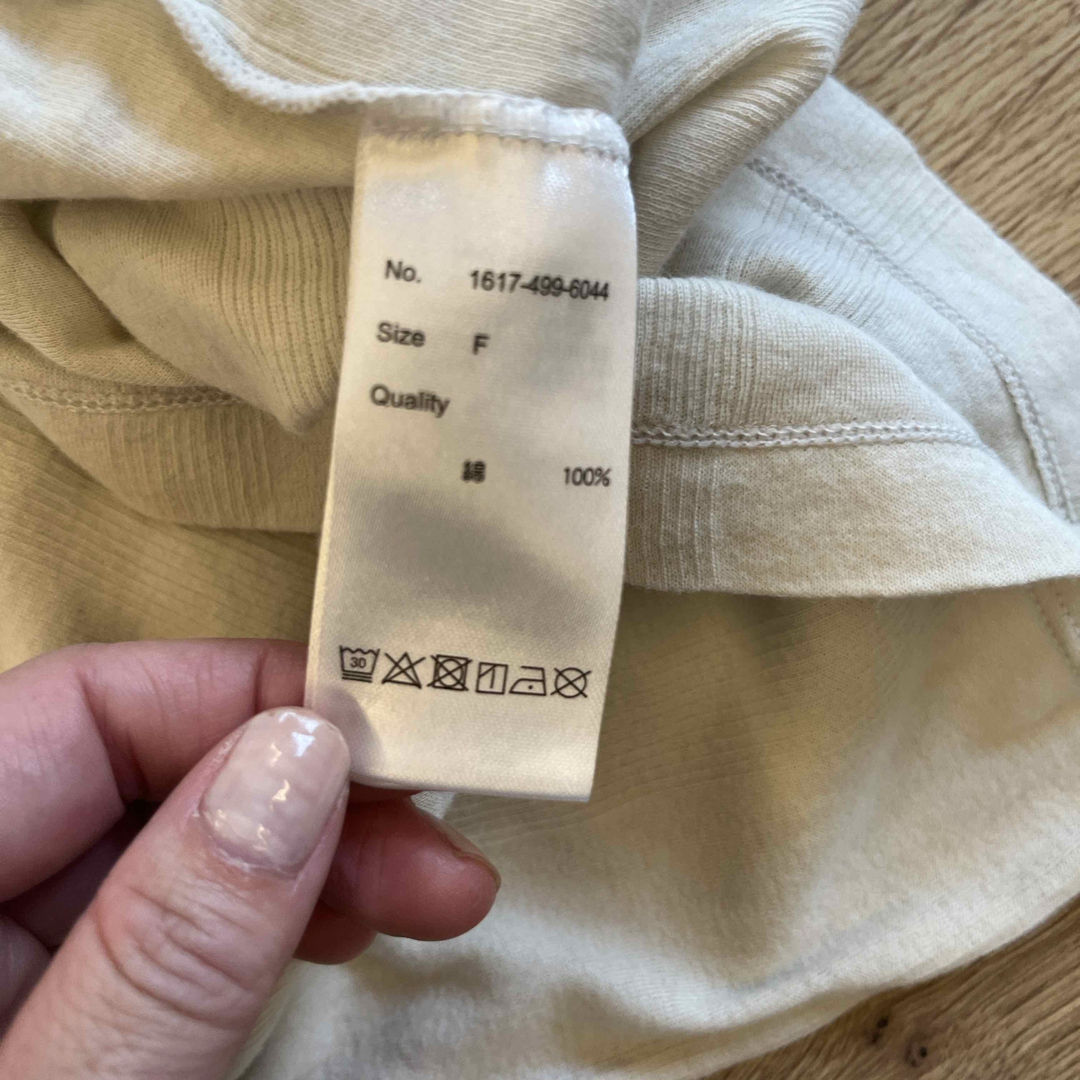 No. 1617-499-6044
Size F
Quality
綿 100%
30